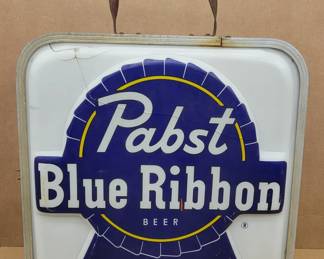 Pabst
Blue Ribbon
BEER
®